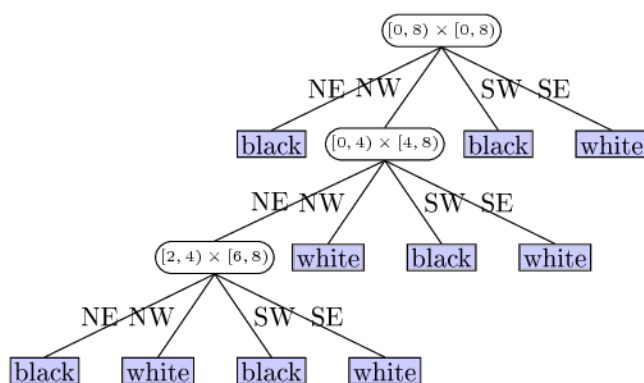 [0, 8) × [0, 8)
NE NW SW SE
black black white
[0, 4) × [4, 8)
NE NW SW SE
[2, 4) × [6, 8) white black white
NE NW SW SE
black white black white